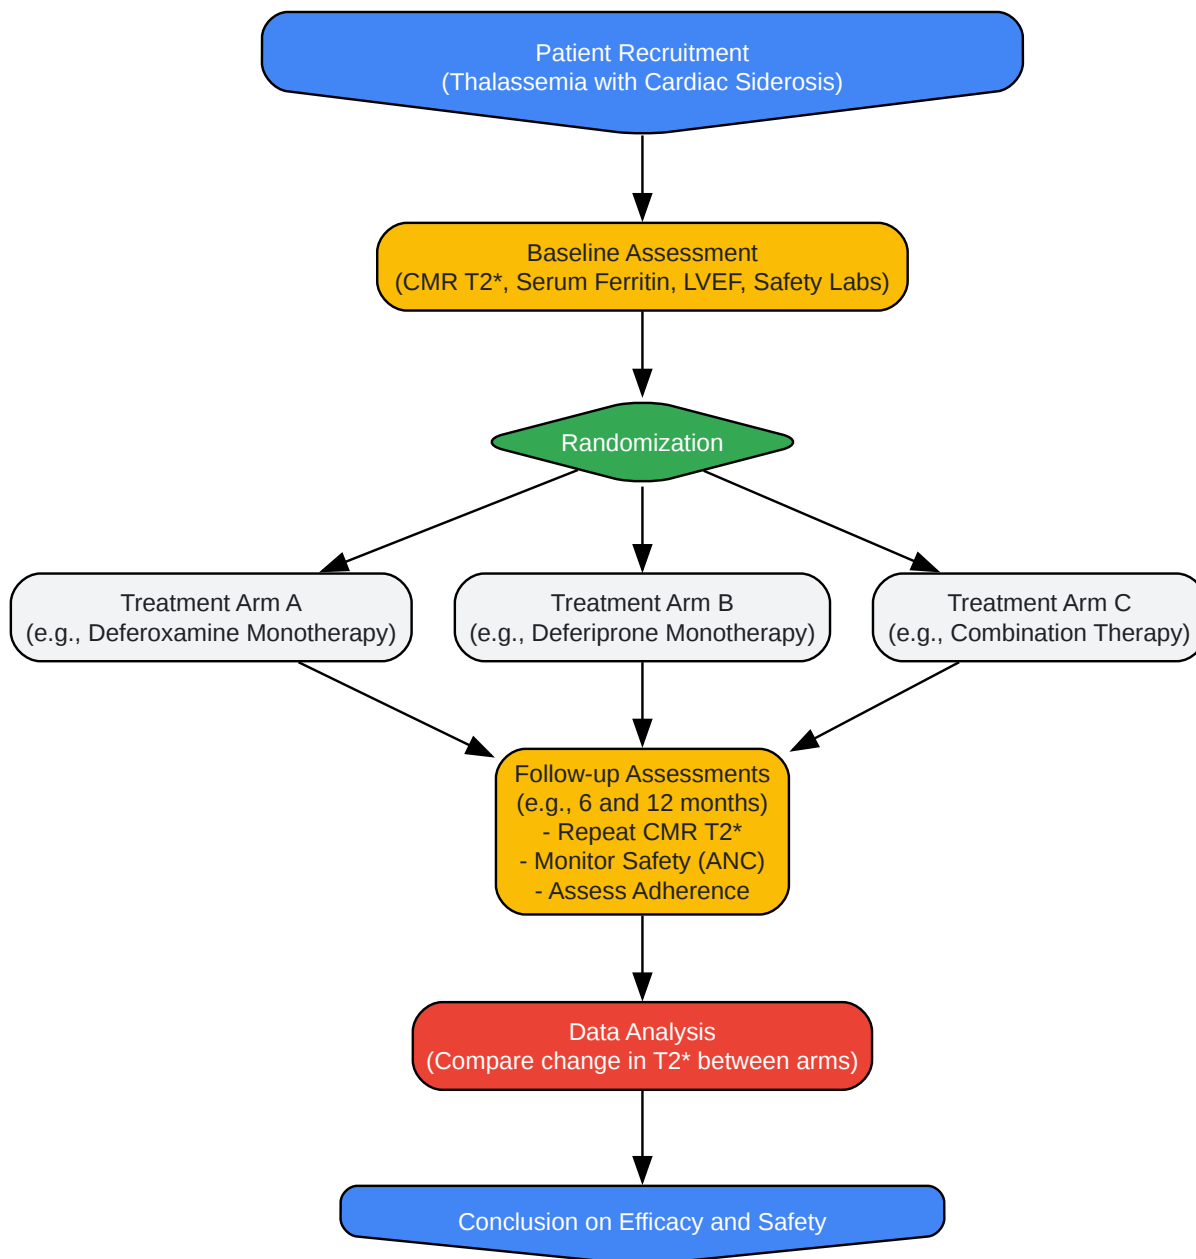 Patient Recruitment
(Thalassemia with Cardiac Siderosis)
Baseline Assessment
(CMR T2*, Serum Ferritin, LVEF, Safety Labs)
Randomization
Treatment Arm A
(e.g., Deferoxamine Monotherapy)
Treatment Arm B
(e.g., Deferiprone Monotherapy)
Treatment Arm C
(e.g., Combination Therapy)
Follow-up Assessments
(e.g., 6 and 12 months)
- Repeat CMR T2*
- Monitor Safety (ANC)
- Assess Adherence
Data Analysis
(Compare change in T2* between arms)
Conclusion on Efficacy and Safety